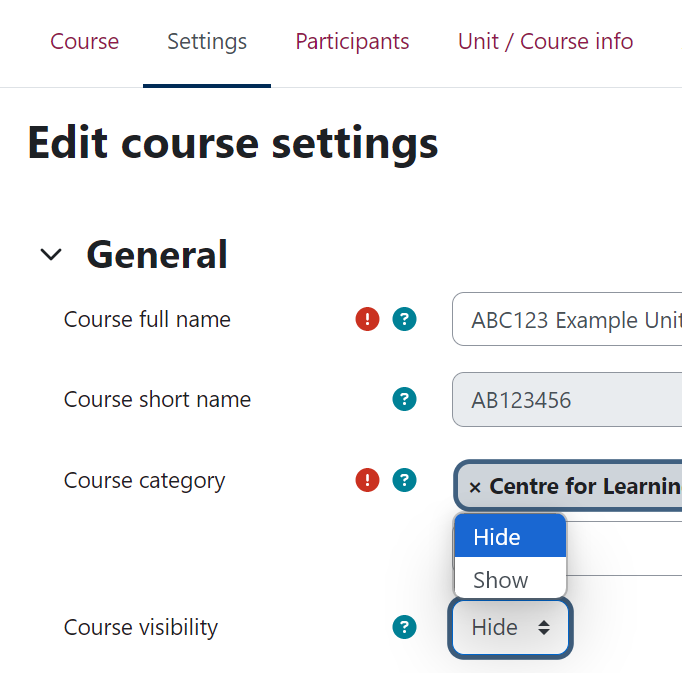 Course Settings Participants Unit / Course info
Edit course settings
General
Course full name ! ? ABC123 Example Unit
Course short name ? AB123456
Course category ! ? × Centre for Learnin
Hide
Show
Course visibility ? Hide